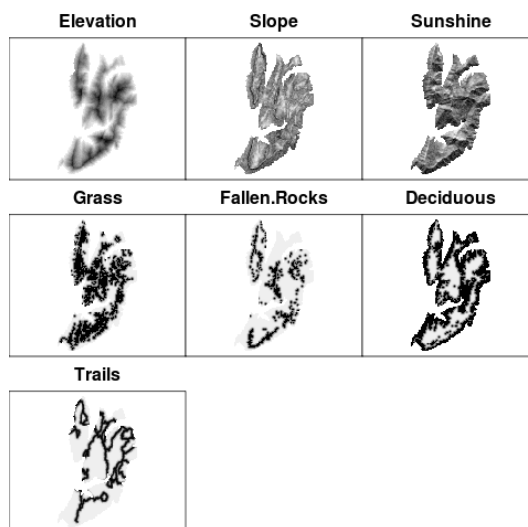 Elevation
Slope
Sunshine
Grass
Fallen.Rocks
Deciduous
Trails